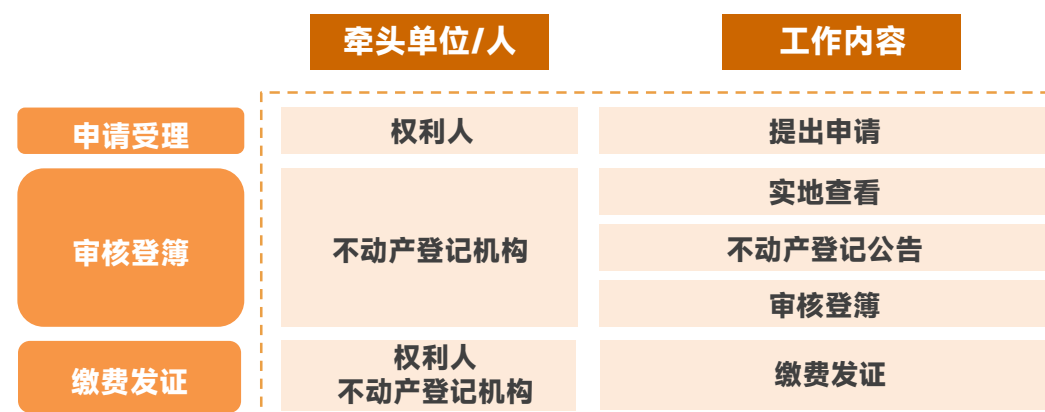 牵头单位/人
工作内容
申请受理
权利人
提出申请
审核登簿
不动产登记机构
实地查看
不动产登记公告
审核登簿
缴费发证
权利人
不动产登记机构
缴费发证